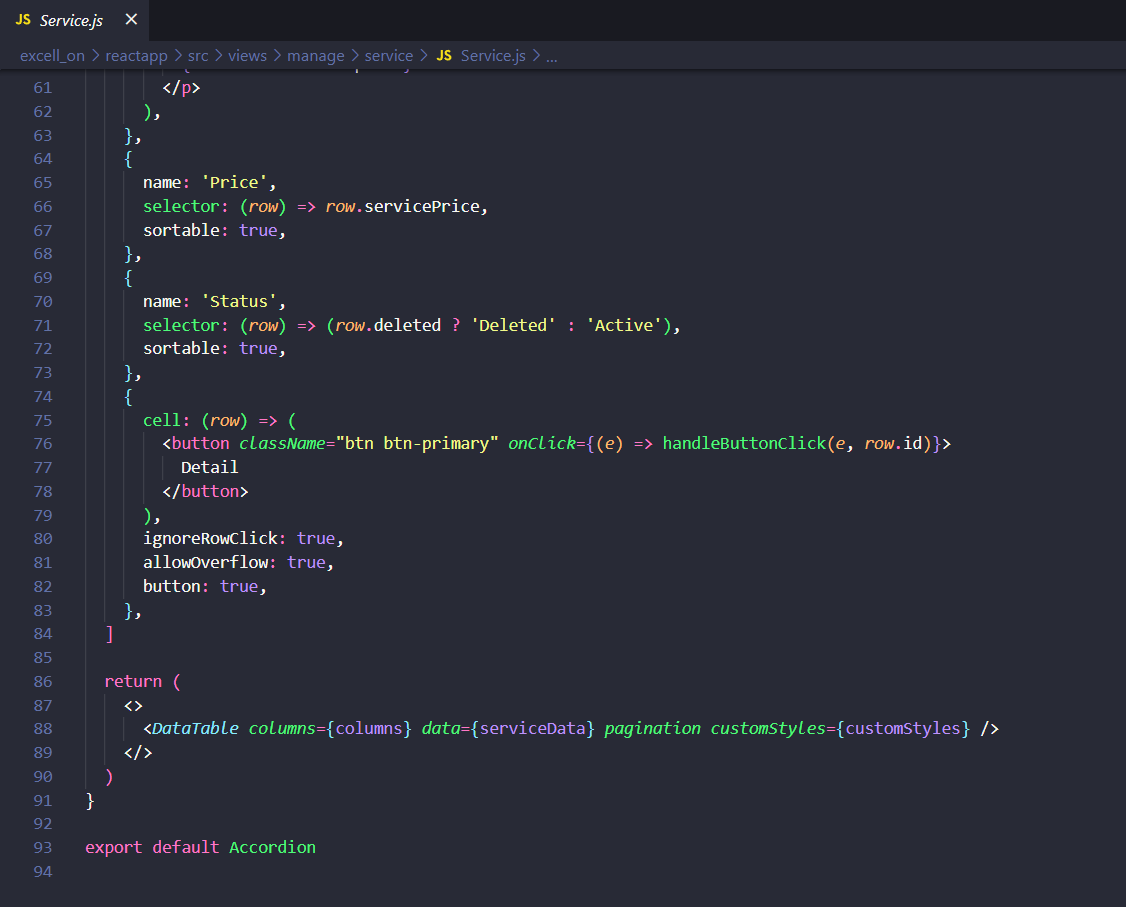 JS Service.js ×
excell_on > reactapp > src > views > manage > service > JS Service.js > ...
61 </p>
62 ),
63 },
64 {
65 name: 'Price',
66 selector: (row) => row.servicePrice,
67 sortable: true,
68 },
69 {
70 name: 'Status',
71 selector: (row) => (row.deleted ? 'Deleted' : 'Active'),
72 sortable: true,
73 },
74 {
75 cell: (row) => (
76 <button className="btn btn-primary" onClick={(e) => handleButtonClick(e, row.id)}>
77 Detail
78 </button>
79 ),
80 ignoreRowClick: true,
81 allowOverflow: true,
82 button: true,
83 },
84 ]
85
86 return (
87 <>
88 <DataTable columns={columns} data={serviceData} pagination customStyles={customStyles} />
89 </>
90 )
91 }
92
93 export default Accordion
94